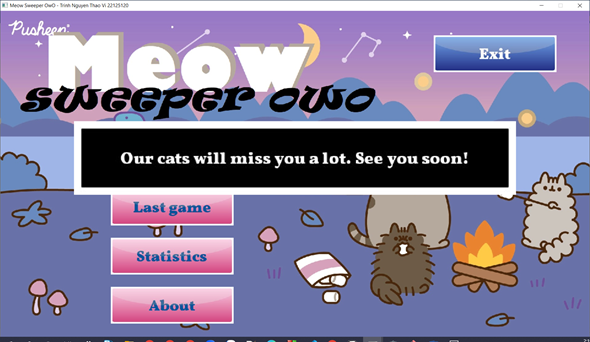 Meow Sweeper OwO - Trinh Nguyen Thao Vi 22125120
Pusheen
Meow
sweeper owo
Exit
Our cats will miss you a lot. See you soon!
Last game
Statistics
About